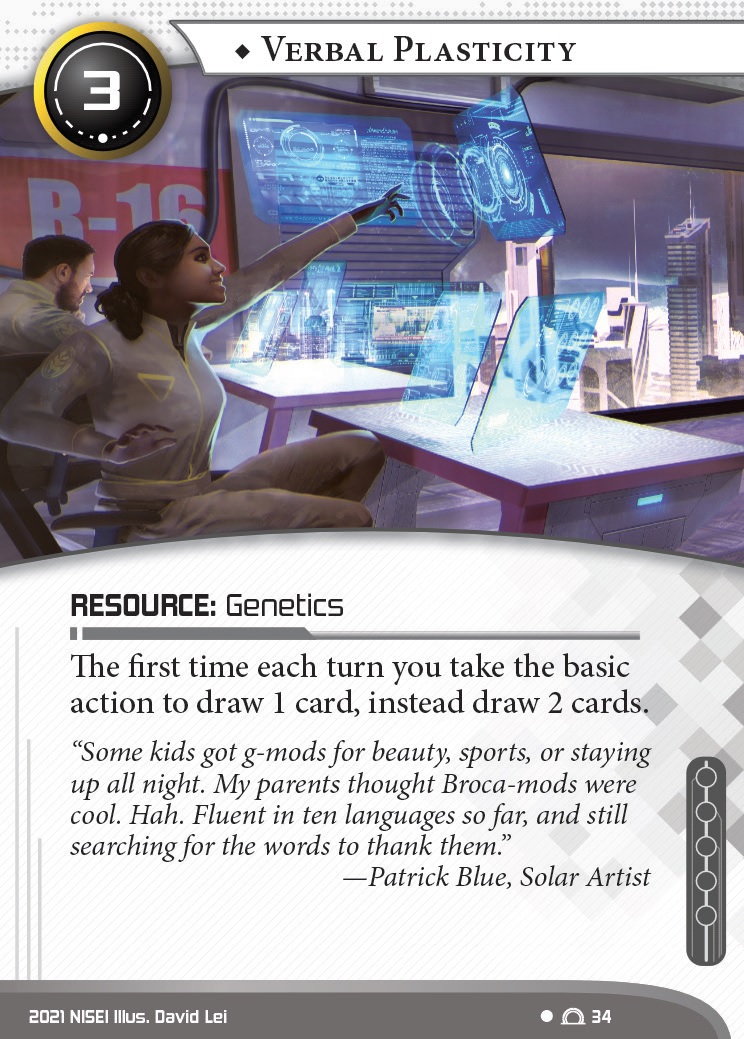 3
◆ VERBAL PLASTICITY
R-16
RESOURCE: Genetics
The first time each turn you take the basic
action to draw 1 card, instead draw 2 cards.
“Some kids got g-mods for beauty, sports, or staying
up all night. My parents thought Broca-mods were
cool. Hah. Fluent in ten languages so far, and still
searching for the words to thank them.”
—Patrick Blue, Solar Artist
2021 NISEI Illus. David Lei
34